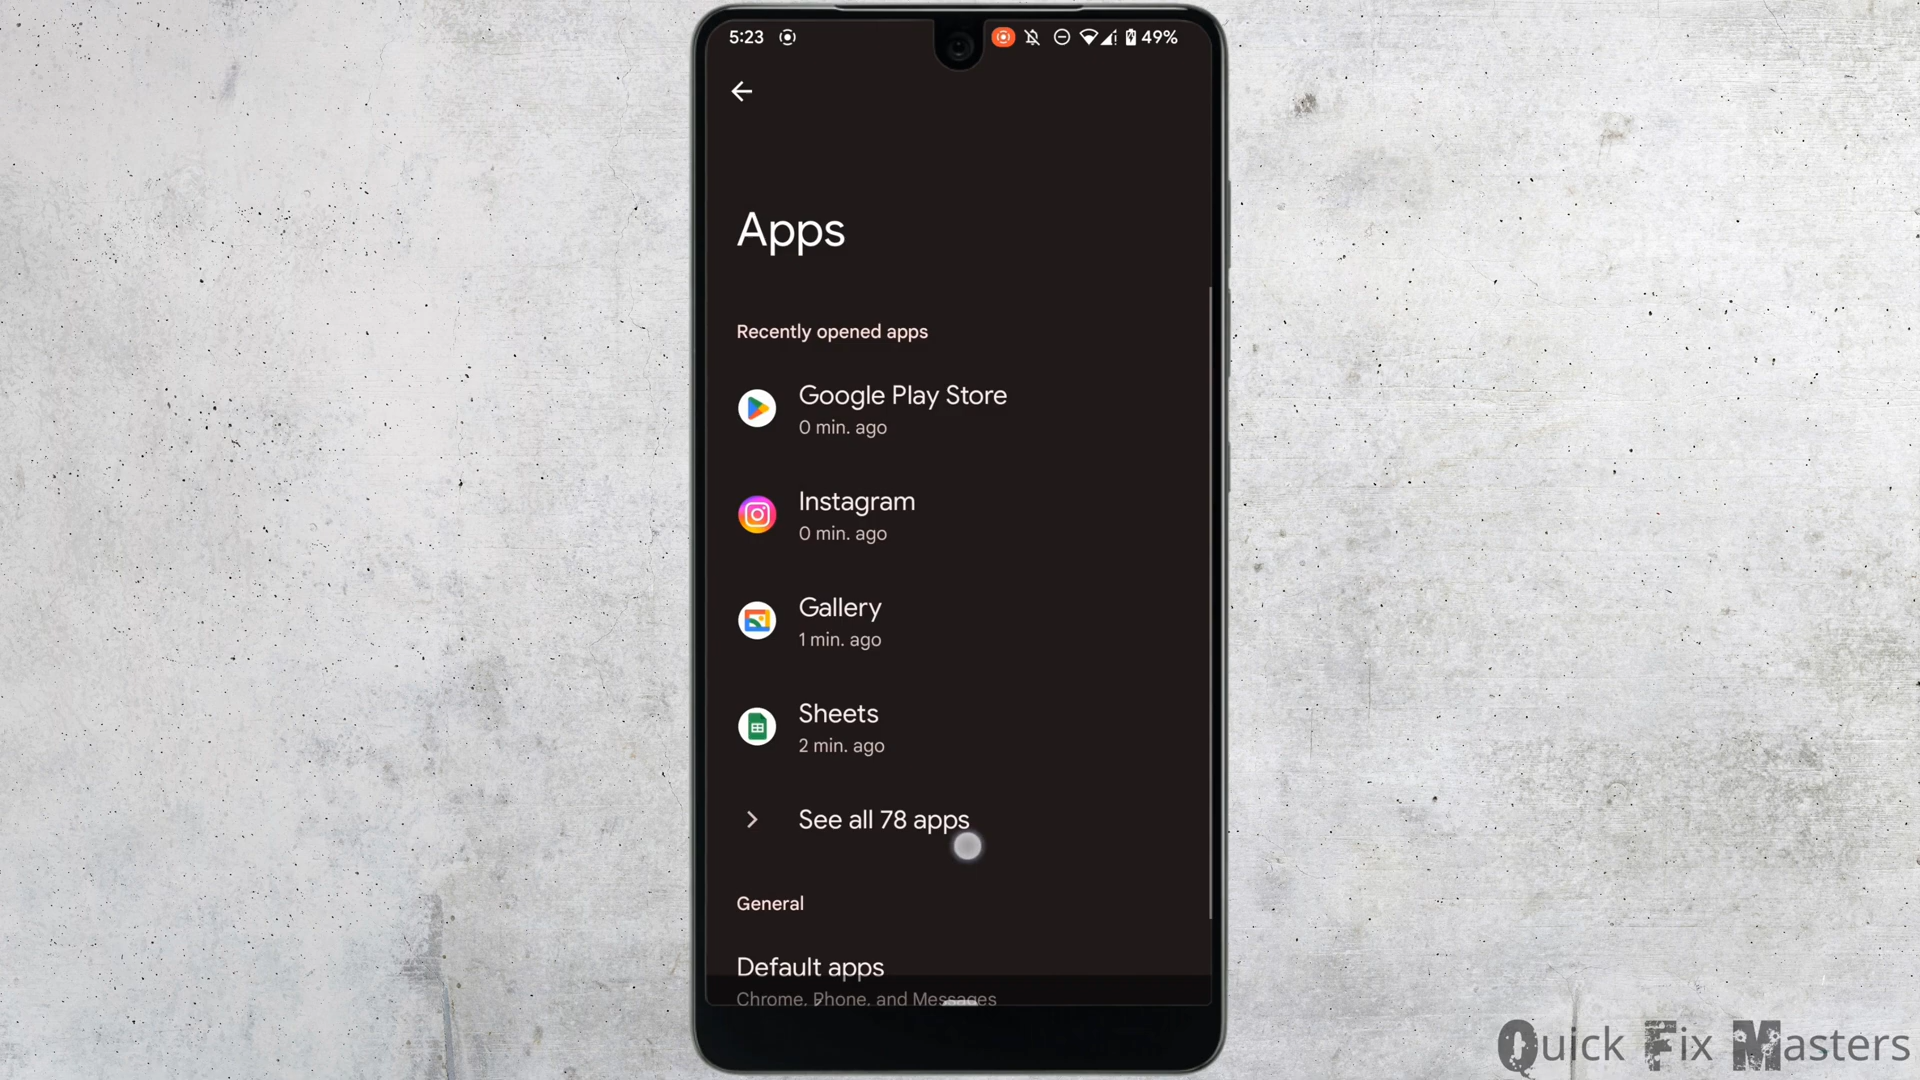 5:23
49%
Apps
Recently opened apps
Google Play Store
0 min. ago
Instagram
0 min. ago
Gallery
1 min. ago
Sheets
2 min. ago
See all 78 apps
General
Default apps
Chrome, Phone, and Messages
Quick Fix Masters